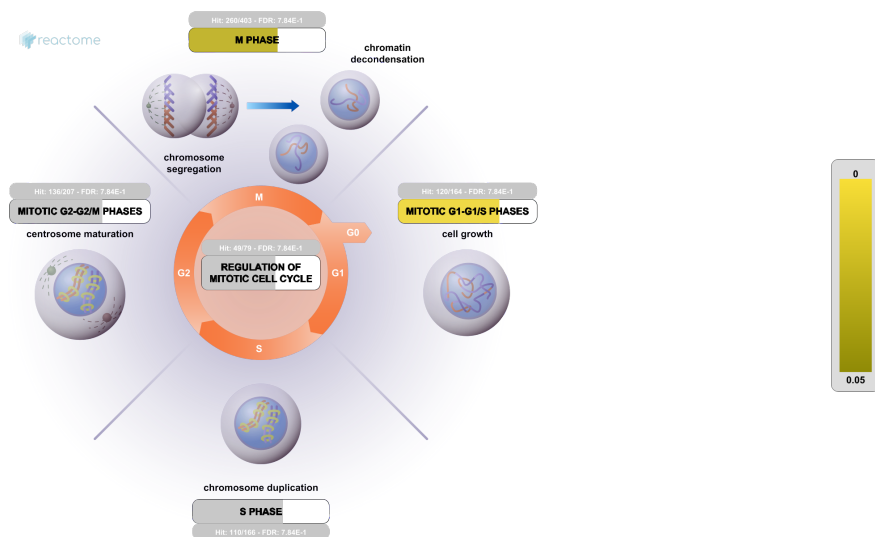 Hit: 260/403 - FDR: 7.84E-1
reactome
M PHASE
chromatin
decondensation
chromosome
segregation
0
Hit: 136/207 - FDR: 7.84E-1
Hit: 120/164 - FDR: 7.84E-1
M
MITOTIC G2-G2/M PHASES
MITOTIC G1-G1/S PHASES
centrosome maturation
G0
cell growth
Hit: 49/79 - FDR: 7.84E-1
G2
REGULATION OF
MITOTIC CELL CYCLE
G1
S
0.05
chromosome duplication
S PHASE
Hit: 110/166 - FDR: 7.84E-1